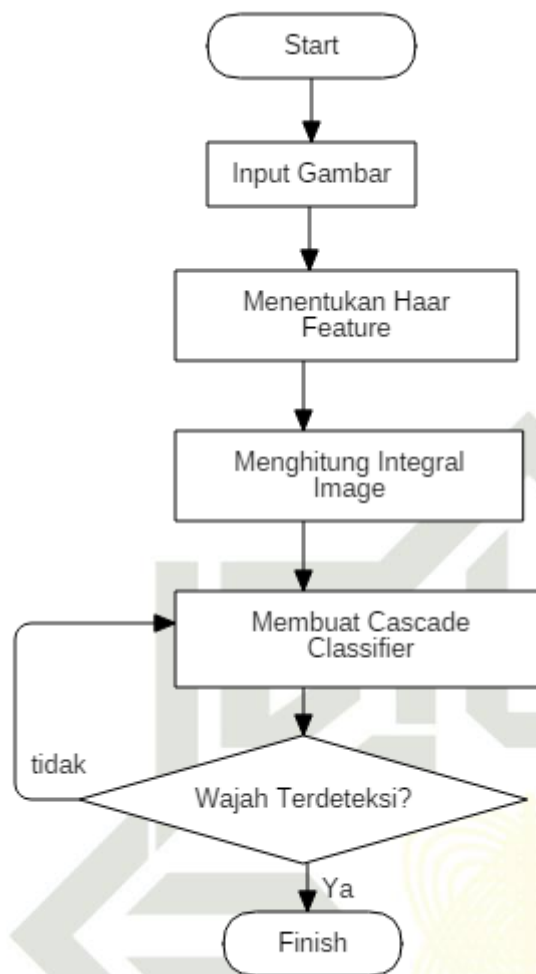 Start
Input Gambar
Menentukan Haar
Feature
Menghitung Integral
Image
Membuat Cascade
Classifier
tidak
Wajah Terdeteksi?
Ya
Finish